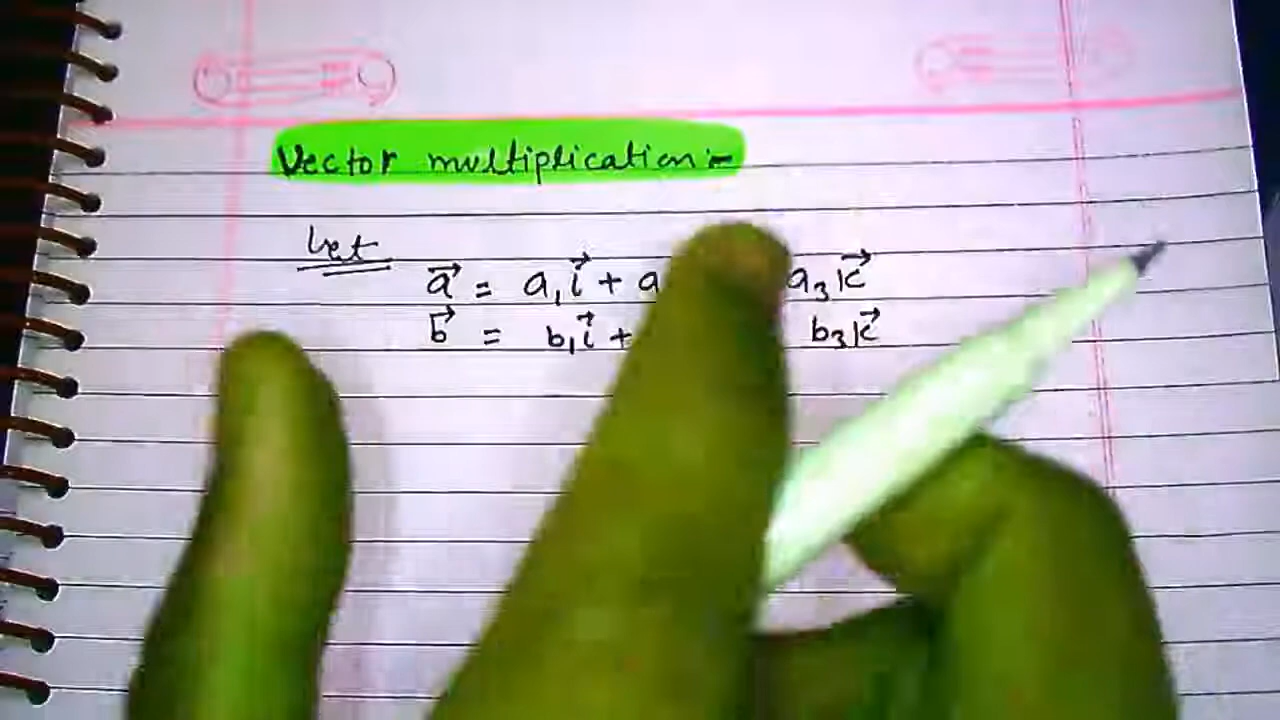 Vector multiplication:-
Let
a⃗ = a₁i⃗ + a a₃k⃗
b⃗ = b₁i⃗ + b₃k⃗